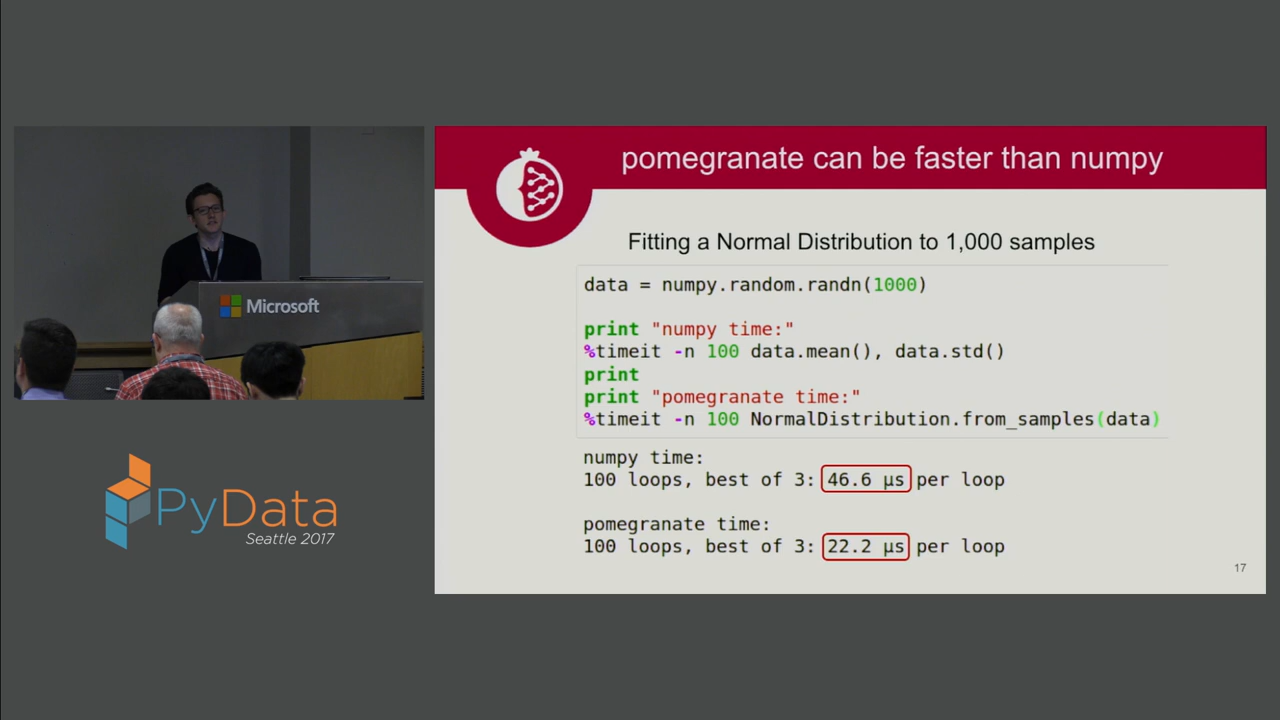 Microsoft
PyData
Seattle 2017
pomegranate can be faster than numpy
Fitting a Normal Distribution to 1,000 samples
data = numpy.random.randn(1000)
print "numpy time:"
%timeit -n 100 data.mean(), data.std()
print
print "pomegranate time:"
%timeit -n 100 NormalDistribution.from_samples(data)
numpy time:
100 loops, best of 3: 46.6 µs per loop
pomegranate time:
100 loops, best of 3: 22.2 µs per loop
17